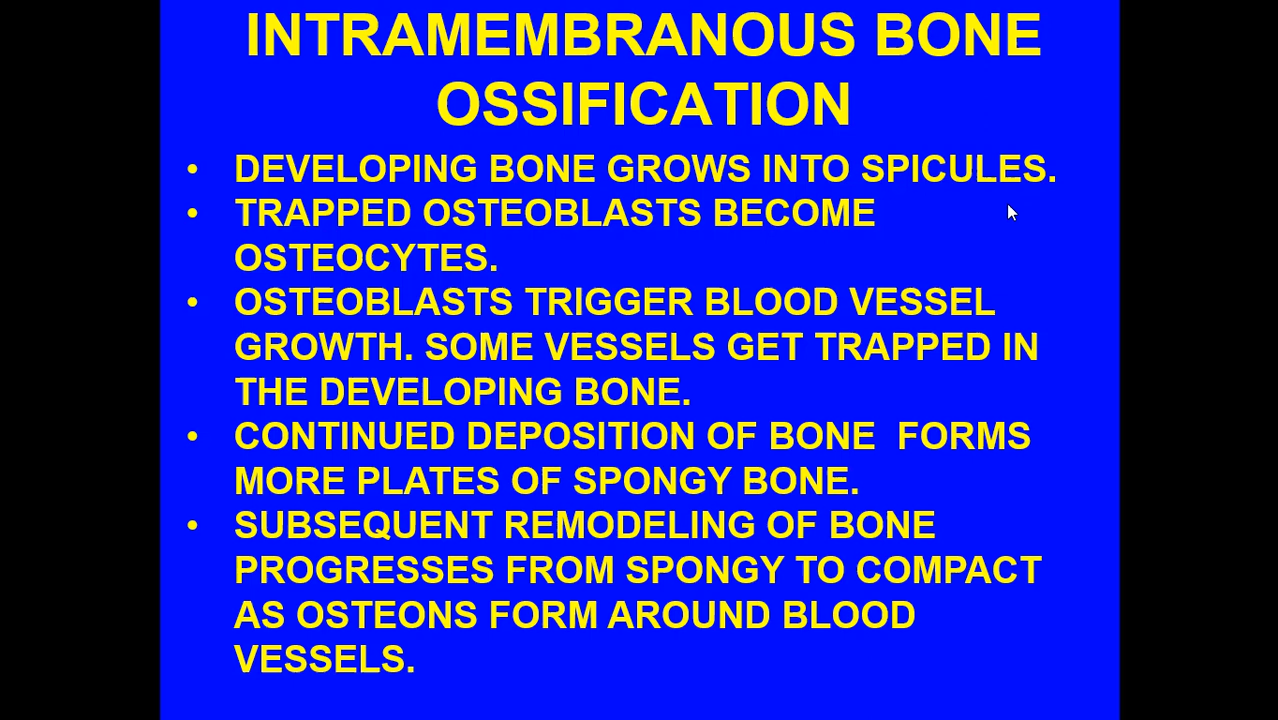 INTRAMEMBRANOUS BONE
OSSIFICATION
• DEVELOPING BONE GROWS INTO SPICULES.
• TRAPPED OSTEOBLASTS BECOME
OSTEOCYTES.
• OSTEOBLASTS TRIGGER BLOOD VESSEL
GROWTH. SOME VESSELS GET TRAPPED IN
THE DEVELOPING BONE.
• CONTINUED DEPOSITION OF BONE  FORMS
MORE PLATES OF SPONGY BONE.
• SUBSEQUENT REMODELING OF BONE
PROGRESSES FROM SPONGY TO COMPACT
AS OSTEONS FORM AROUND BLOOD
VESSELS.